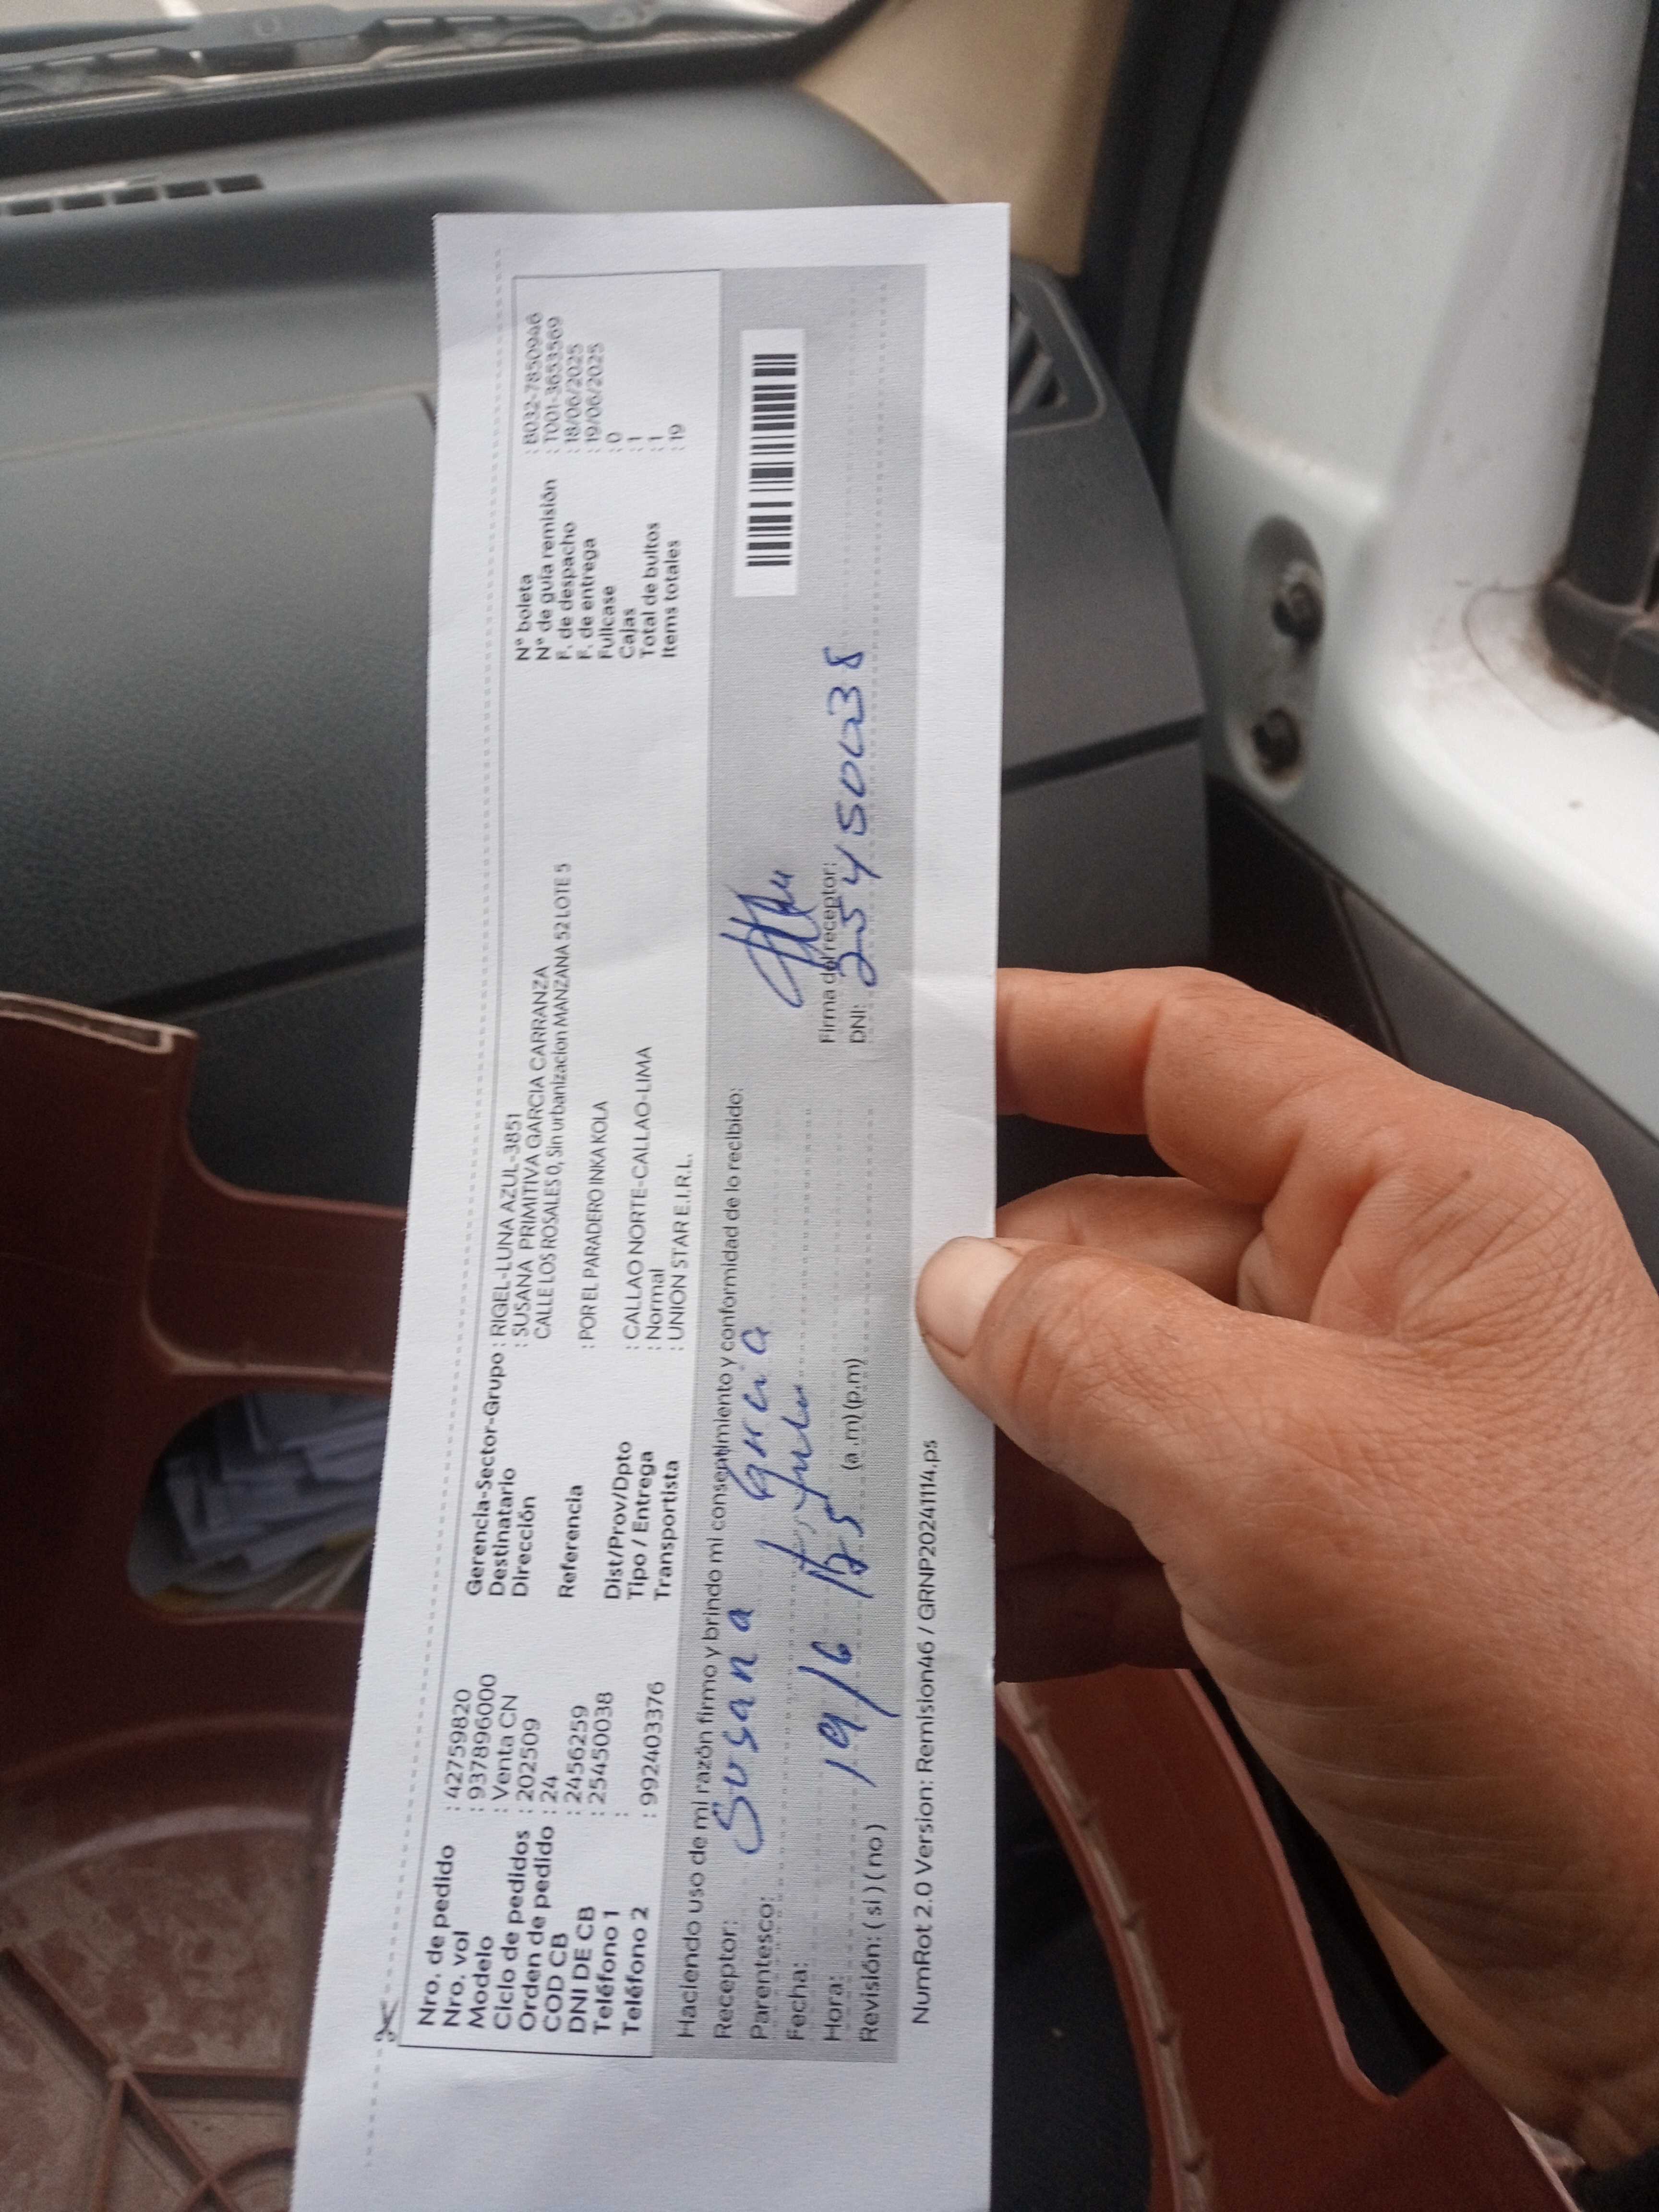 Nro. de pedido : 42759820
Nro. vol : 937896000
Modelo : Venta CN
Ciclo de pedidos : 202509
Orden de pedido : 24
COD CB : 2456259
DNI DE CB : 25450038
Teléfono 1 :
Teléfono 2 : 992403376
Gerencia-Sector-Grupo : RIGEL-LUNA AZUL-3851
Destinatario : SUSANA PRIMITIVA GARCIA CARRANZA
Dirección CALLE LOS ROSALES 0, Sin urbanizacion MANZANA 52 LOTE 5
Referencia : POR EL PARADERO INKA KOLA
Dist/Prov/Dpto : CALLAO NORTE-CALLAO-LIMA
Tipo / Entrega : Normal
Transportista : UNION STAR E.I.R.L.
N° boleta : B032-7850946
N° de guía remisión : T001-3653569
F. de despacho : 18/06/2025
F. de entrega : 19/06/2025
Fullcase : 0
Cajas : 1
Total de bultos : 1
Items totales : 19
Haciendo uso de mi razón firmo y brindo mi consentimiento y conformidad de lo recibido:
Receptor: Susana Garcia
Parentesco:
Fecha: 19/6
Hora: (a .m) (p.m)
Revisión: ( si ) ( no )
Firma del receptor:
DNI: 25450038
NumRot 2.0 Version: Remision46 / GRNP20241114.ps